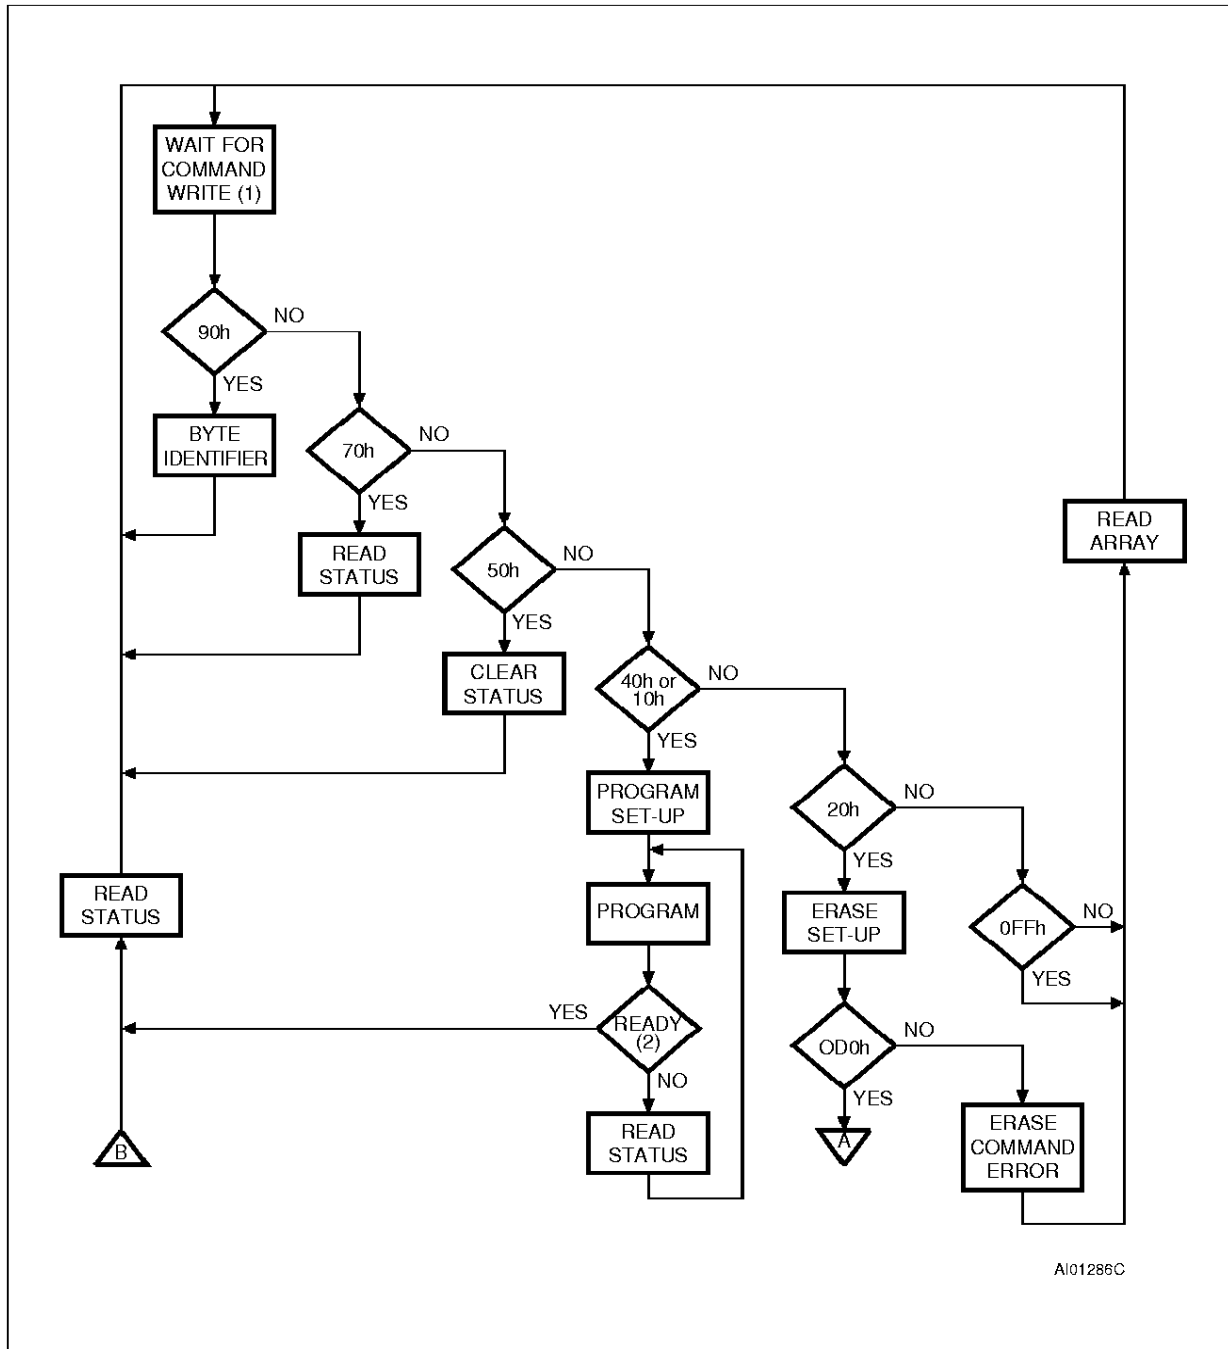 WAIT FOR
COMMAND
WRITE (1)
90h
NO
YES
BYTE
IDENTIFIER
70h
NO
YES
READ
STATUS
50h
NO
YES
CLEAR
STATUS
40h or
10h
NO
YES
PROGRAM
SET-UP
PROGRAM
READY
(2)
YES
NO
READ
STATUS
20h
NO
YES
ERASE
SET-UP
OD0h
NO
YES
A
ERASE
COMMAND
ERROR
0FFh
NO
YES
READ
ARRAY
READ
STATUS
B
AI01286C